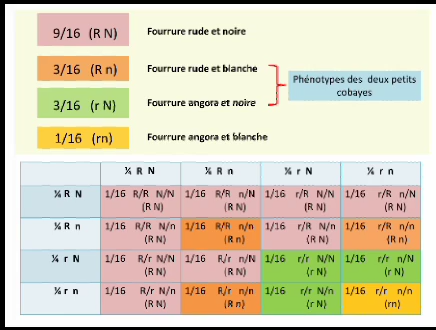 9/16 (R N) Fourrure rude et noire
3/16 (R n) Fourrure rude et blanche
Phénotypes des deux petits
cobayes
3/16 (r N) Fourrure angora et noire
1/16 (rn) Fourrure angora et blanche
¼ R N ¼ R n ¼ r N ¼ r n
¼ R N 1/16 R/R N/N 1/16 R/R n/N 1/16 r/R N/N 1/16 r/R n/N
(R N) (R N) (R N) (R N)
¼ R n 1/16 R/R N/n 1/16 R/R n/n 1/16 r/R N/n 1/16 r/R n/n
(R N) (R n) (R N) (R n)
¼ r N 1/16 R/r N/N 1/16 R/r n/N 1/16 r/r N/N 1/16 r/r n/N
(R N) (R N) (r N) (r N)
¼ r n 1/16 R/r N/n 1/16 R/r n/n 1/16 r/r N/n 1/16 r/r n/n
(R N) (R n) (r N) (rn)